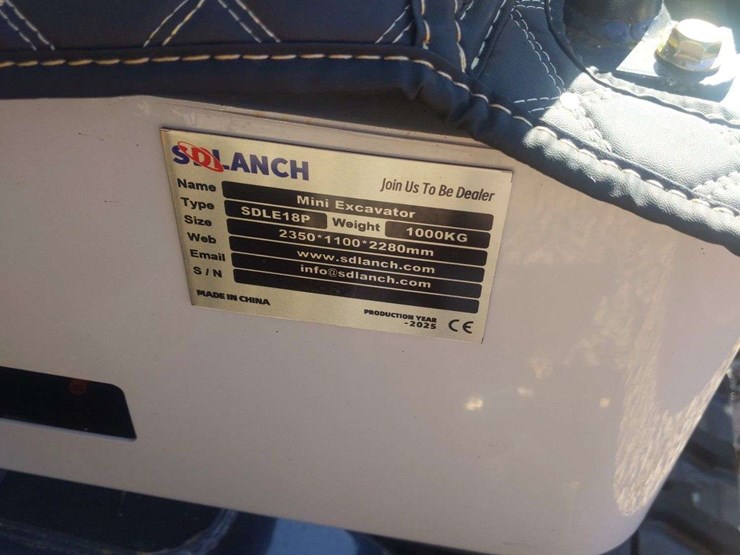 SDLANCH
Join Us To Be Dealer
Name Mini Excavator
Type SDLE18P Weight 1000KG
Size 2350*1100*2280mm
Web www.sdlanch.com
Email info@sdlanch.com
S / N
MADE IN CHINA
PRODUCTION YEAR
-2025 CE